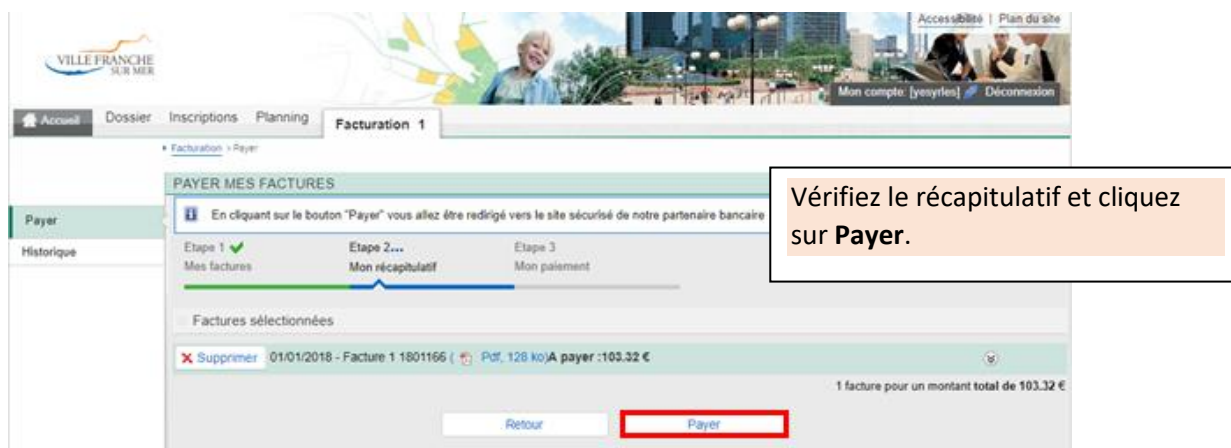 Accessibilité | Plan du site
VILLE FRANCHE
SUR MER
Mon compte: [yesyrles] Déconnexion
Accueil Dossier Inscriptions Planning Facturation 1
Facturation > Payer
PAYER MES FACTURES
Vérifiez le récapitulatif et cliquez
sur Payer.
Payer
Historique
En cliquant sur le bouton "Payer" vous allez être redirigé vers le site sécurisé de notre partenaire bancaire
Etape 1 Etape 2... Etape 3
Mes factures Mon récapitulatif Mon paiement
Factures sélectionnées
Supprimer 01/01/2018 - Facture 1 1801166 ( Pdf, 128 ko)A payer :103.32 €
1 facture pour un montant total de 103.32 €
Retour Payer